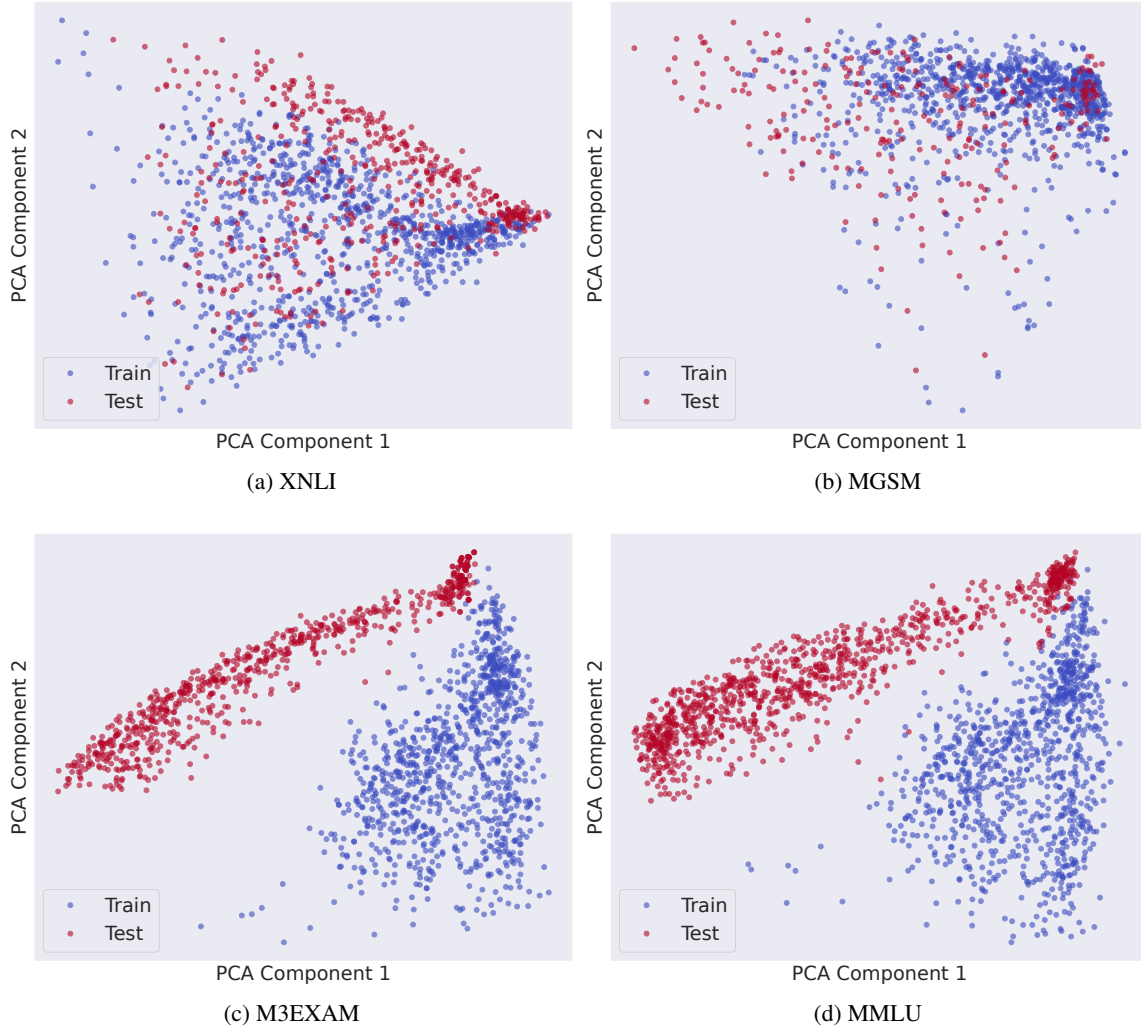 PCA Component 2
Train
Test
PCA Component 1
(a) XNLI
PCA Component 2
Train
Test
PCA Component 1
(b) MGSM
PCA Component 2
Train
Test
PCA Component 1
(c) M3EXAM
PCA Component 2
Train
Test
PCA Component 1
(d) MMLU